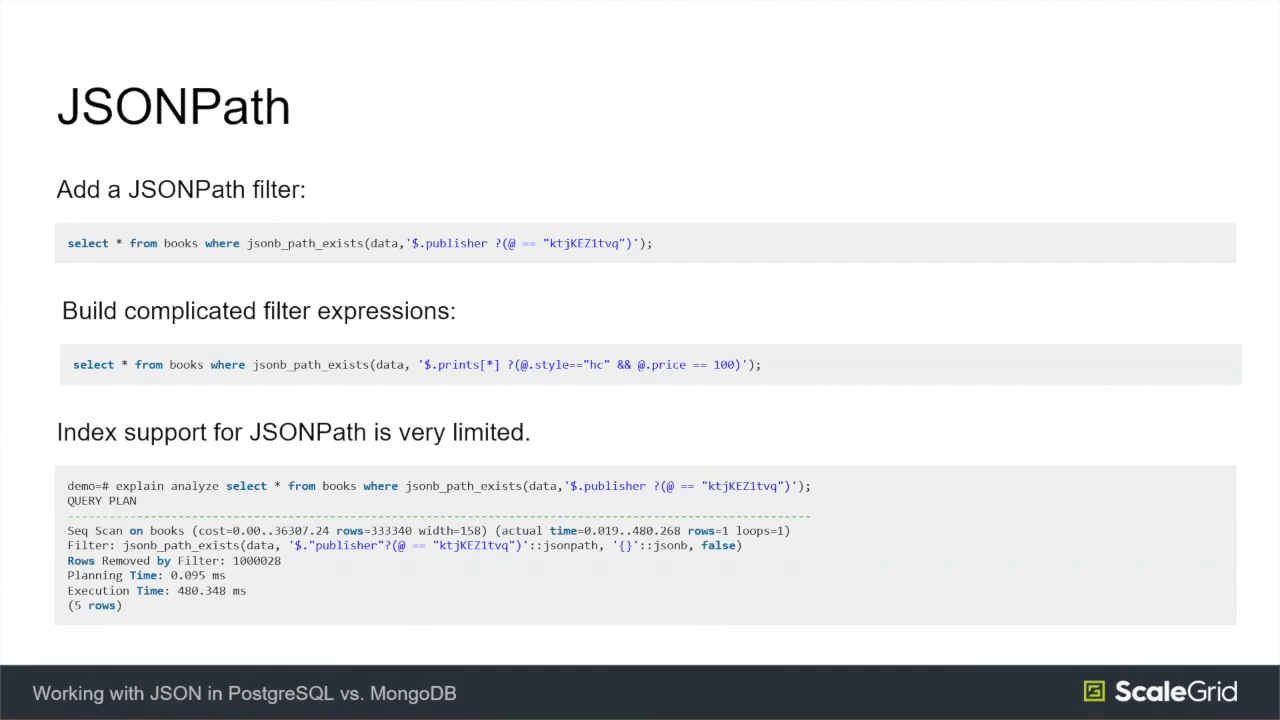 JSONPath
Add a JSONPath filter:
select * from books where jsonb_path_exists(data,'$.publisher ?(@ == "ktjKEZ1tvq")');
Build complicated filter expressions:
select * from books where jsonb_path_exists(data, '$.prints[*] ?(@.style=="hc" && @.price == 100)');
Index support for JSONPath is very limited.
demo=# explain analyze select * from books where jsonb_path_exists(data,'$.publisher ?(@ == "ktjKEZ1tvq")');
QUERY PLAN
--------------------------------------------------------------------------------------------------------------
Seq Scan on books (cost=0.00..36307.24 rows=333340 width=158) (actual time=0.019..480.268 rows=1 loops=1)
Filter: jsonb_path_exists(data, '$."publisher"?(@ == "ktjKEZ1tvq")'::jsonpath, '{}'::jsonb, false)
Rows Removed by Filter: 1000028
Planning Time: 0.095 ms
Execution Time: 480.348 ms
(5 rows)
Working with JSON in PostgreSQL vs. MongoDB
ScaleGrid